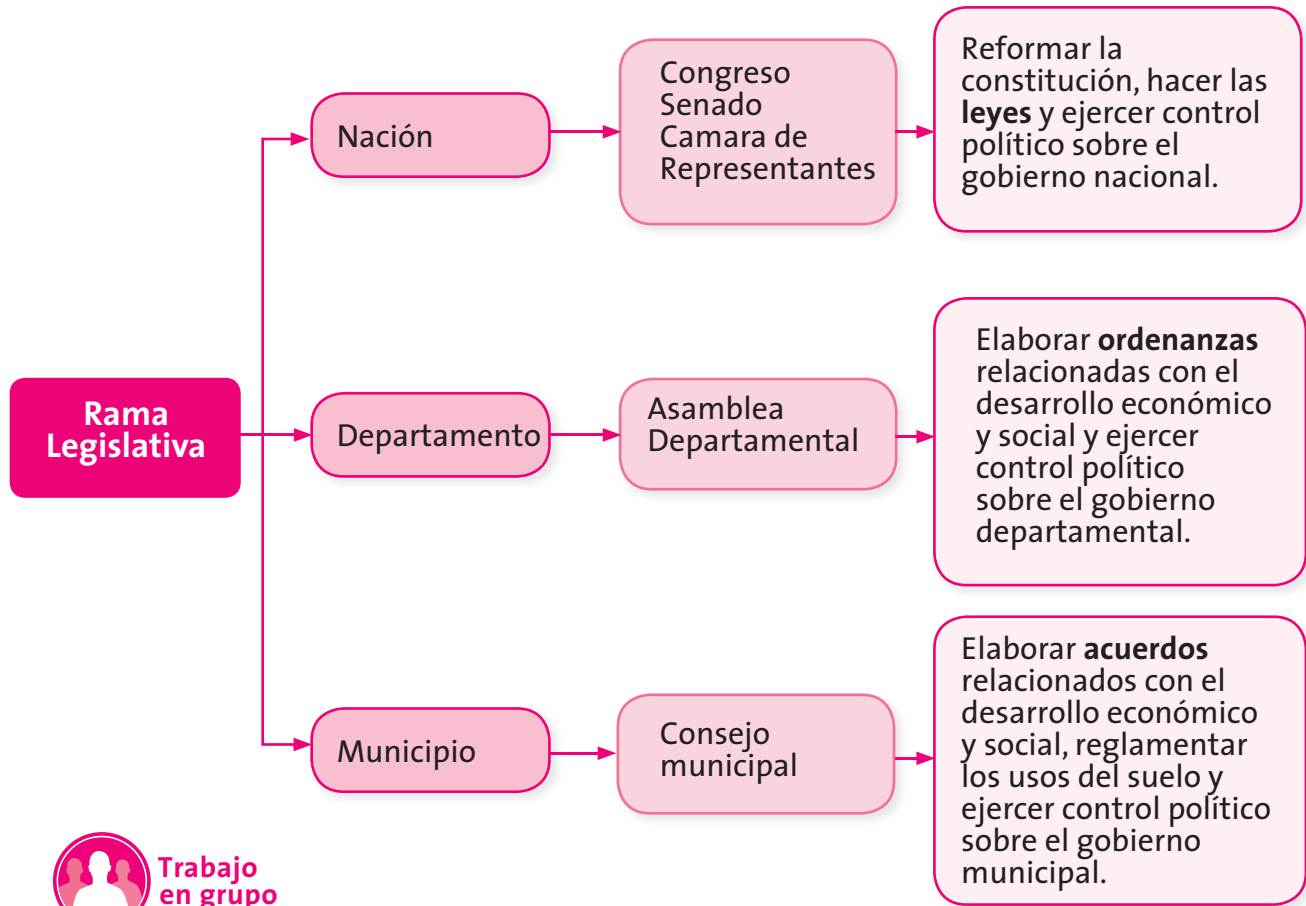 Rama
Legislativa
Nación
Congreso
Senado
Camara de
Representantes
Reformar la
constitución, hacer las
leyes y ejercer control
político sobre el
gobierno nacional.
Departamento
Asamblea
Departamental
Elaborar ordenanzas
relacionadas con el
desarrollo económico
y social y ejercer
control político
sobre el gobierno
departamental.
Municipio
Consejo
municipal
Elaborar acuerdos
relacionados con el
desarrollo económico
y social, reglamentar
los usos del suelo y
ejercer control político
sobre el gobierno
municipal.
Trabajo
en grupo